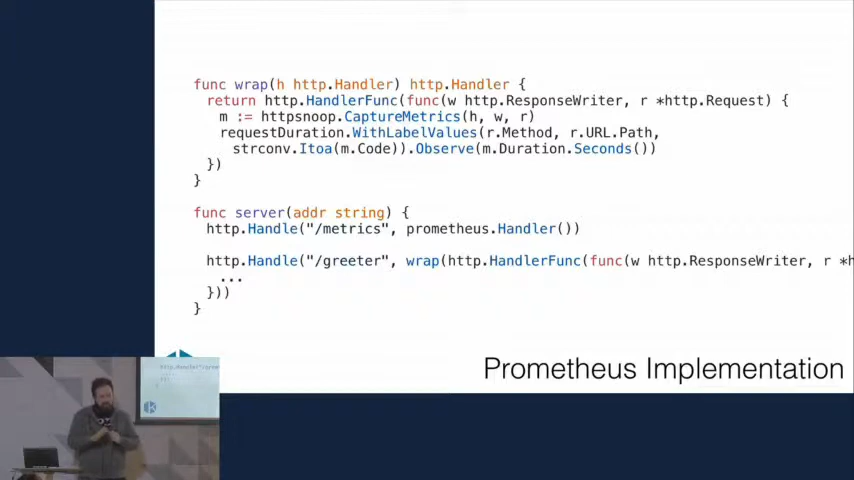 func wrap(h http.Handler) http.Handler {
return http.HandlerFunc(func(w http.ResponseWriter, r *http.Request) {
m := httpsnoop.CaptureMetrics(h, w, r)
requestDuration.WithLabelValues(r.Method, r.URL.Path,
strconv.Itoa(m.Code)).Observe(m.Duration.Seconds())
})
}
func server(addr string) {
http.Handle("/metrics", prometheus.Handler())
http.Handle("/greeter", wrap(http.HandlerFunc(func(w http.ResponseWriter, r *h
...
}))
}
Prometheus Implementation